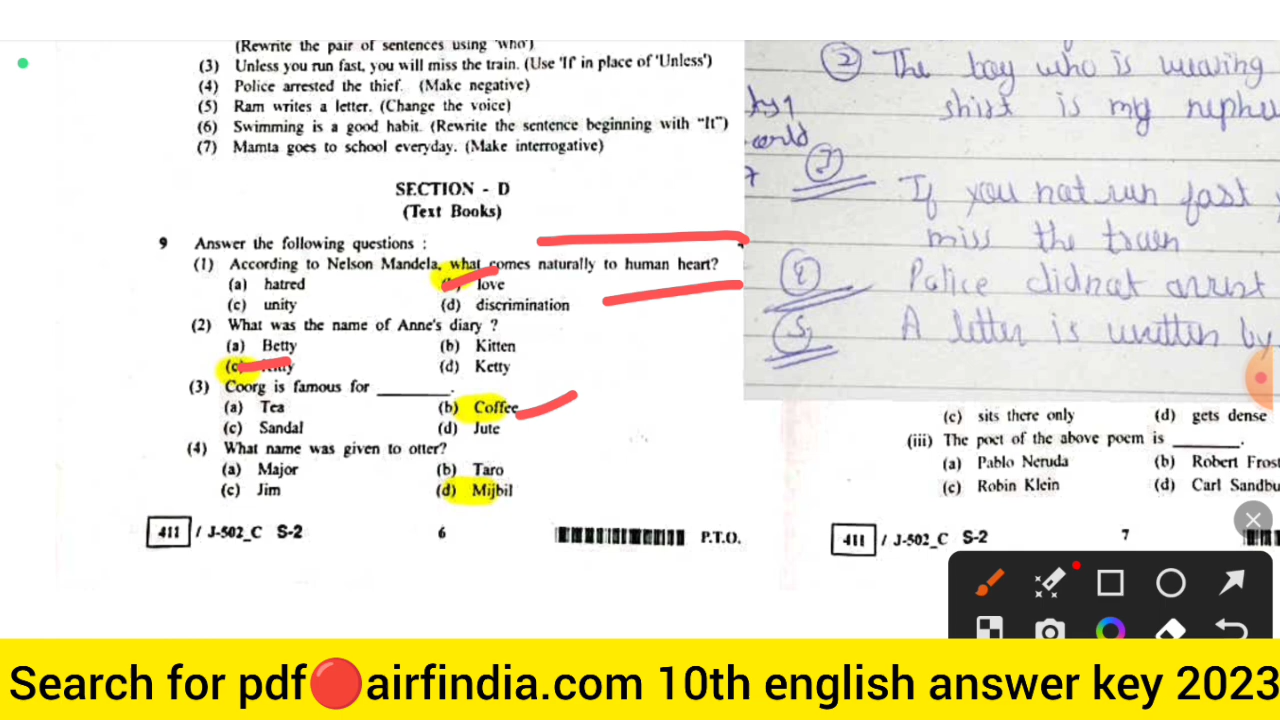 (Rewrite the pair of sentences using 'who')
(3) Unless you run fast, you will miss the train. (Use 'If' in place of 'Unless')
(4) Police arrested the thief. (Make negative)
(5) Ram writes a letter. (Change the voice)
(6) Swimming is a good habit. (Rewrite the sentence beginning with "It")
(7) Mamta goes to school everyday. (Make interrogative)
SECTION - D
(Text Books)
9 Answer the following questions :
(1) According to Nelson Mandela, what comes naturally to human heart?
(a) hatred love
(c) unity (d) discrimination
(2) What was the name of Anne's diary ?
(a) Betty (b) Kitten
(c) (d) Ketty
(3) Coorg is famous for ________.
(a) Tea (b) Coffee
(c) Sandal (d) Jute
(4) What name was given to otter?
(a) Major (b) Taro
(c) Jim (d) Mijbil
411 / J-502_C S-2 6 P.T.O.
(2) The boy who is wearing
shirt is my
(3) If you not run fast
miss the train
(4) Police didnot arrest
(5) A letter is written by
(c) sits there only (d) gets dense
(iii) The poet of the above poem is ______.
(a) Pablo Neruda (b) Robert Frost
(c) Robin Klein (d) Carl Sandbu
411 / J-502_C S-2 7
Search for pdf🔴airfindia.com 10th english answer key 2023